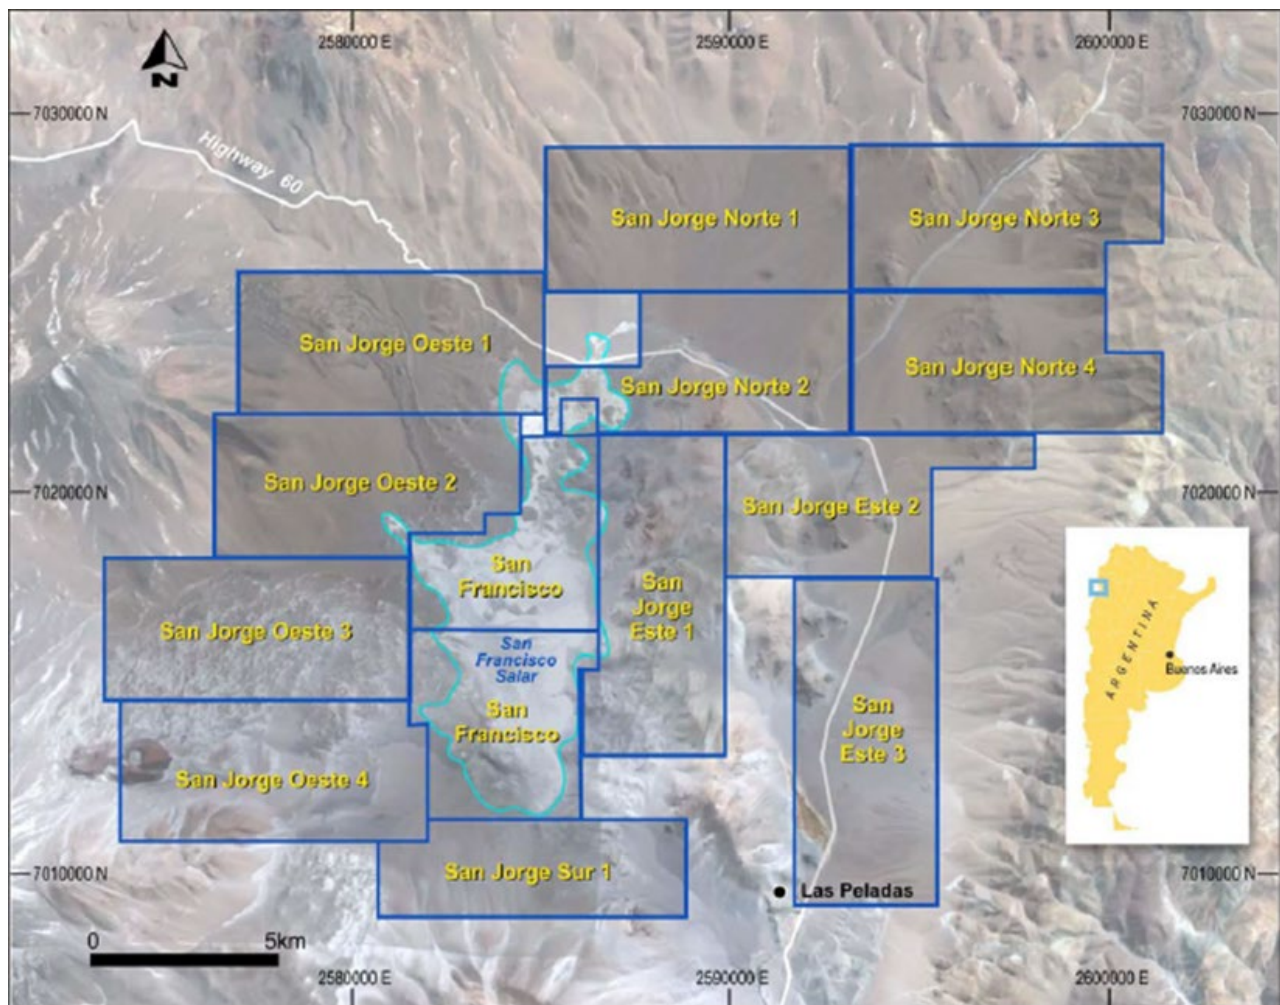 2580000 E
2590000 E
2600000 E
N
7030000 N
7030000 N
Highway 60
San Jorge Norte 1
San Jorge Norte 3
San Jorge Oeste 1
San Jorge Norte 2
San Jorge Norte 4
San Jorge Oeste 2
7020000 N
7020000 N
San Jorge Este 2
San
Francisco
San
Jorge
Este 1
San Jorge Oeste 3
San
Francisco
Salar
San
Francisco
San
Jorge
Este 3
San Jorge Oeste 4
ARGENTINA
Buenos Aires
San Jorge Sur 1
7010000 N
7010000 N
Las Peladas
0 5km
2580000 E
2590000 E
2600000 E